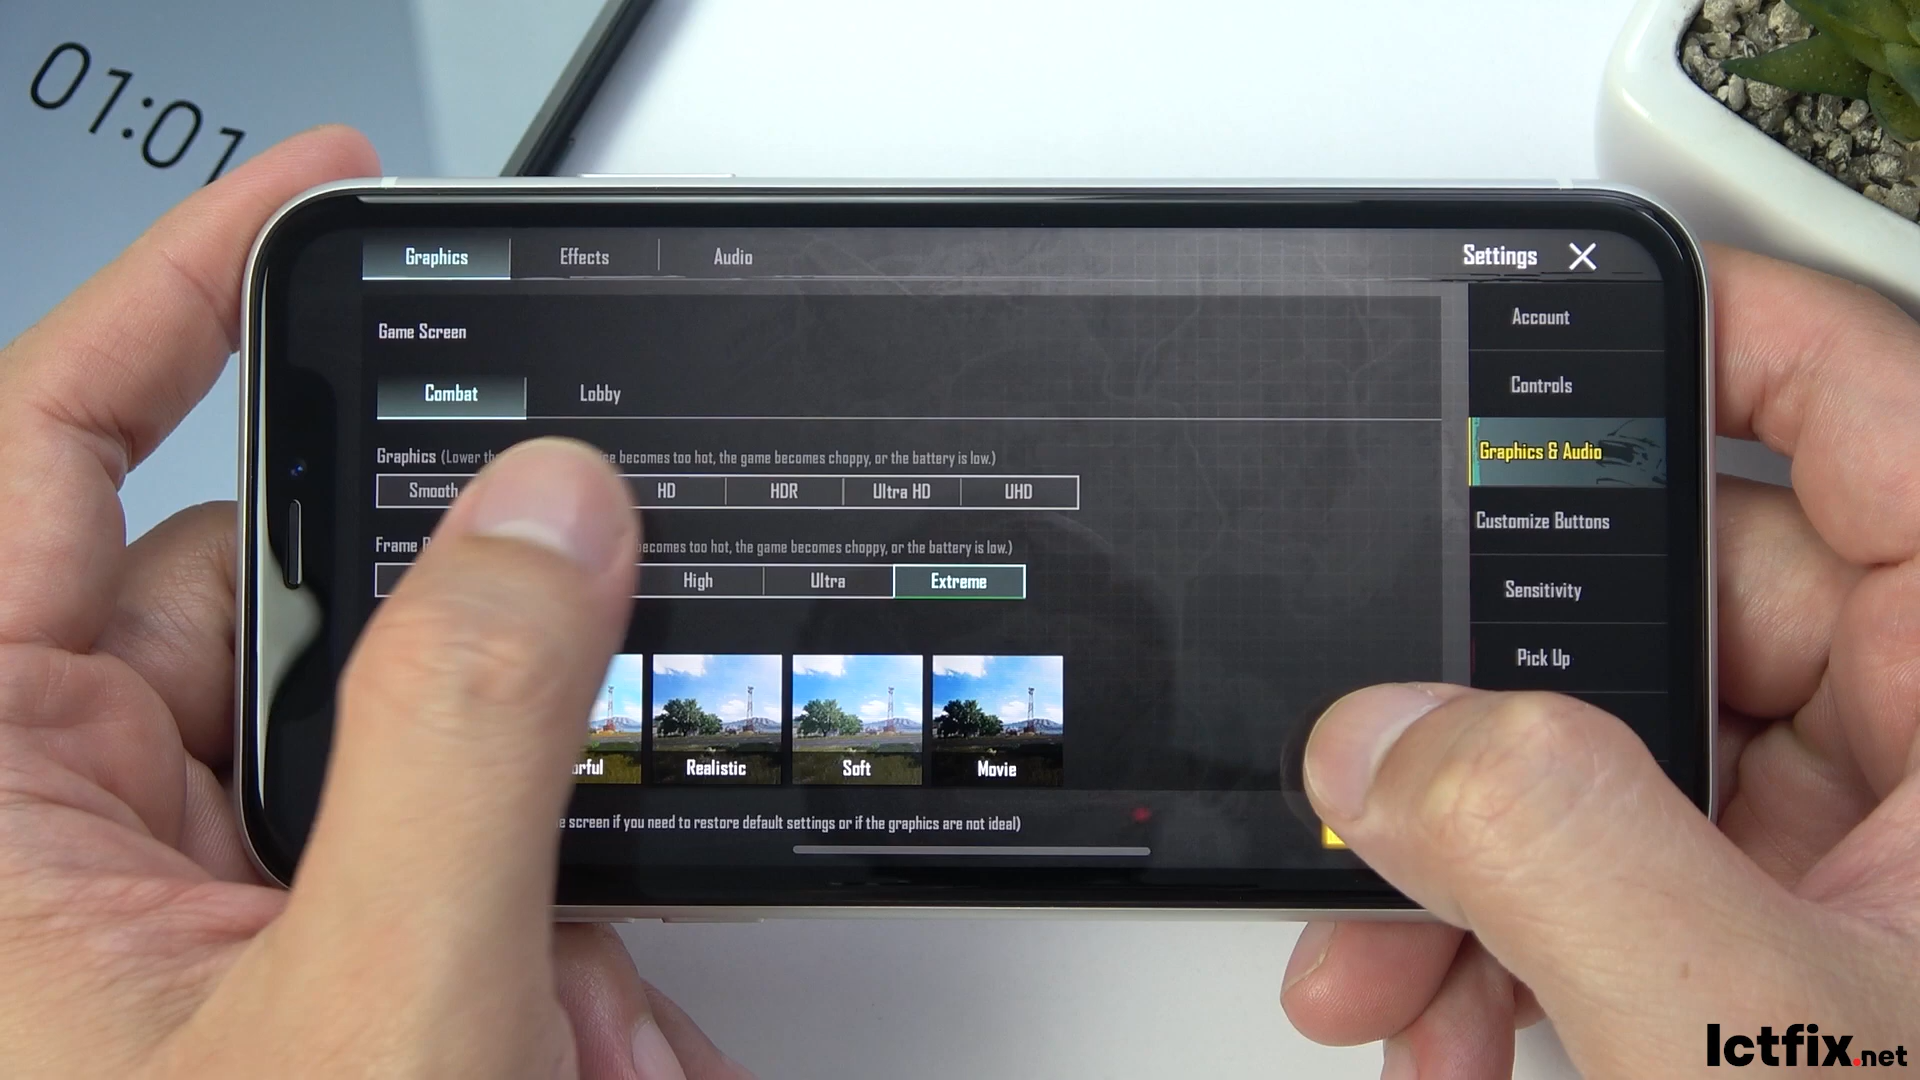 01:01
Graphics Effects Audio
Settings
Game Screen
Account
Combat Lobby
Controls
Graphics (Lower becomes too hot, the game becomes choppy, or the battery is low.)
Graphics & Audio
Smooth HD HDR Ultra HD UHD
Customize Buttons
Frame becomes too hot, the game becomes choppy, or the battery is low.)
High Ultra Extreme
Sensitivity
Pick Up
Realistic Soft Movie
screen if you need to restore default settings or if the graphics are not ideal)
Ictfix.net